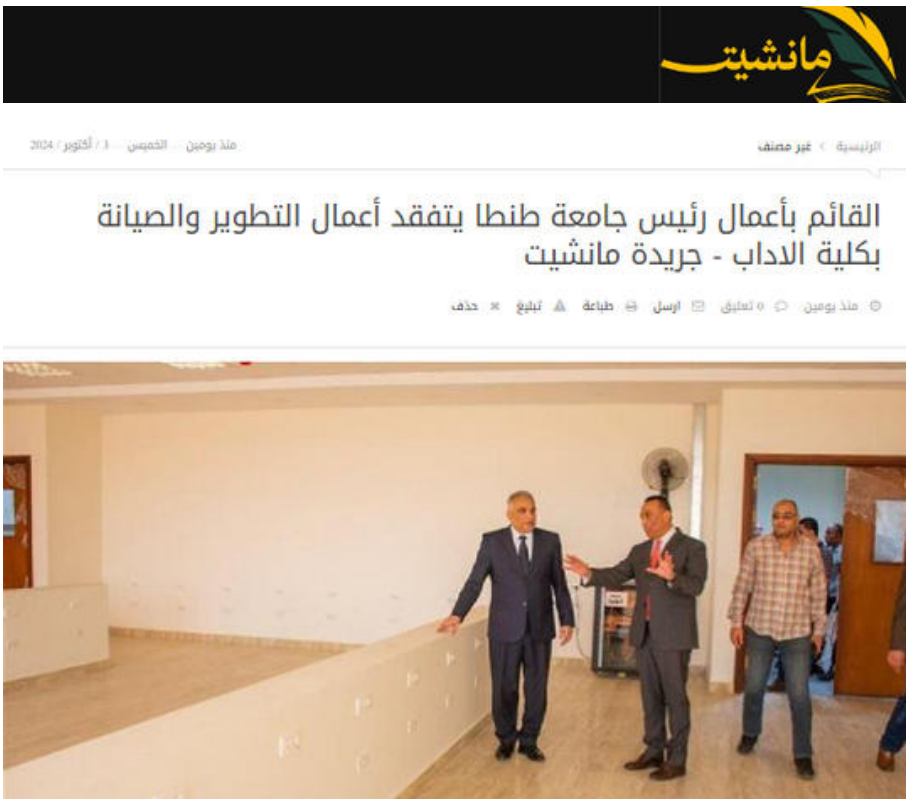 مانشيت
الرئيسية > غير مصنف
منذ يومين الخميس 3 / أكتوبر / 2024
القائم بأعمال رئيس جامعة طنطا يتفقد أعمال التطوير والصيانة
بكلية الاداب - جريدة مانشيت
منذ يومين 0 تعليق ارسل طباعة تبليغ حذف